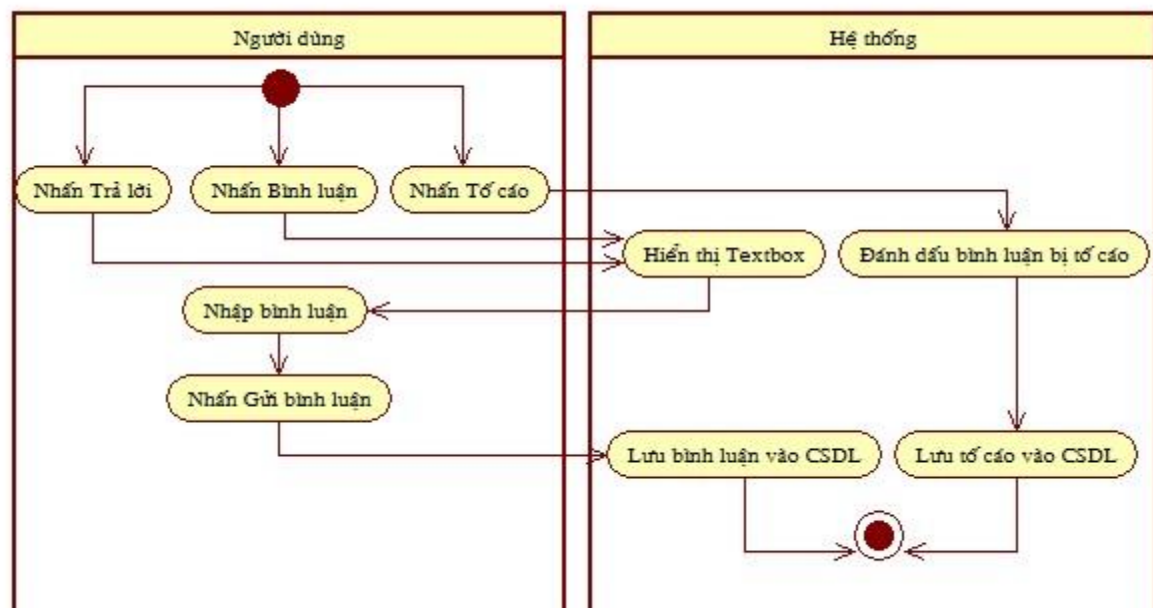 Người dùng
Hệ thống
Nhấn Trả lời
Nhấn Bình luận
Nhấn Tố cáo
Hiển thị Textbox
Đánh dấu bình luận bị tố cáo
Nhập bình luận
Nhấn Gửi bình luận
Lưu bình luận vào CSDL
Lưu tố cáo vào CSDL